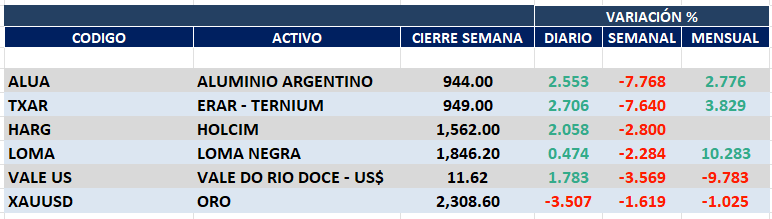 VARIACIÓN %
CODIGO ACTIVO CIERRE SEMANA DIARIO SEMANAL MENSUAL
ALUA ALUMINIO ARGENTINO 944.00 2.553 -7.768 2.776
TXAR ERAR - TERNIUM 949.00 2.706 -7.640 3.829
HARG HOLCIM 1,562.00 2.058 -2.800
LOMA LOMA NEGRA 1,846.20 0.474 -2.284 10.283
VALE US VALE DO RIO DOCE - US$ 11.62 1.783 -3.569 -9.783
XAUUSD ORO 2,308.60 -3.507 -1.619 -1.025